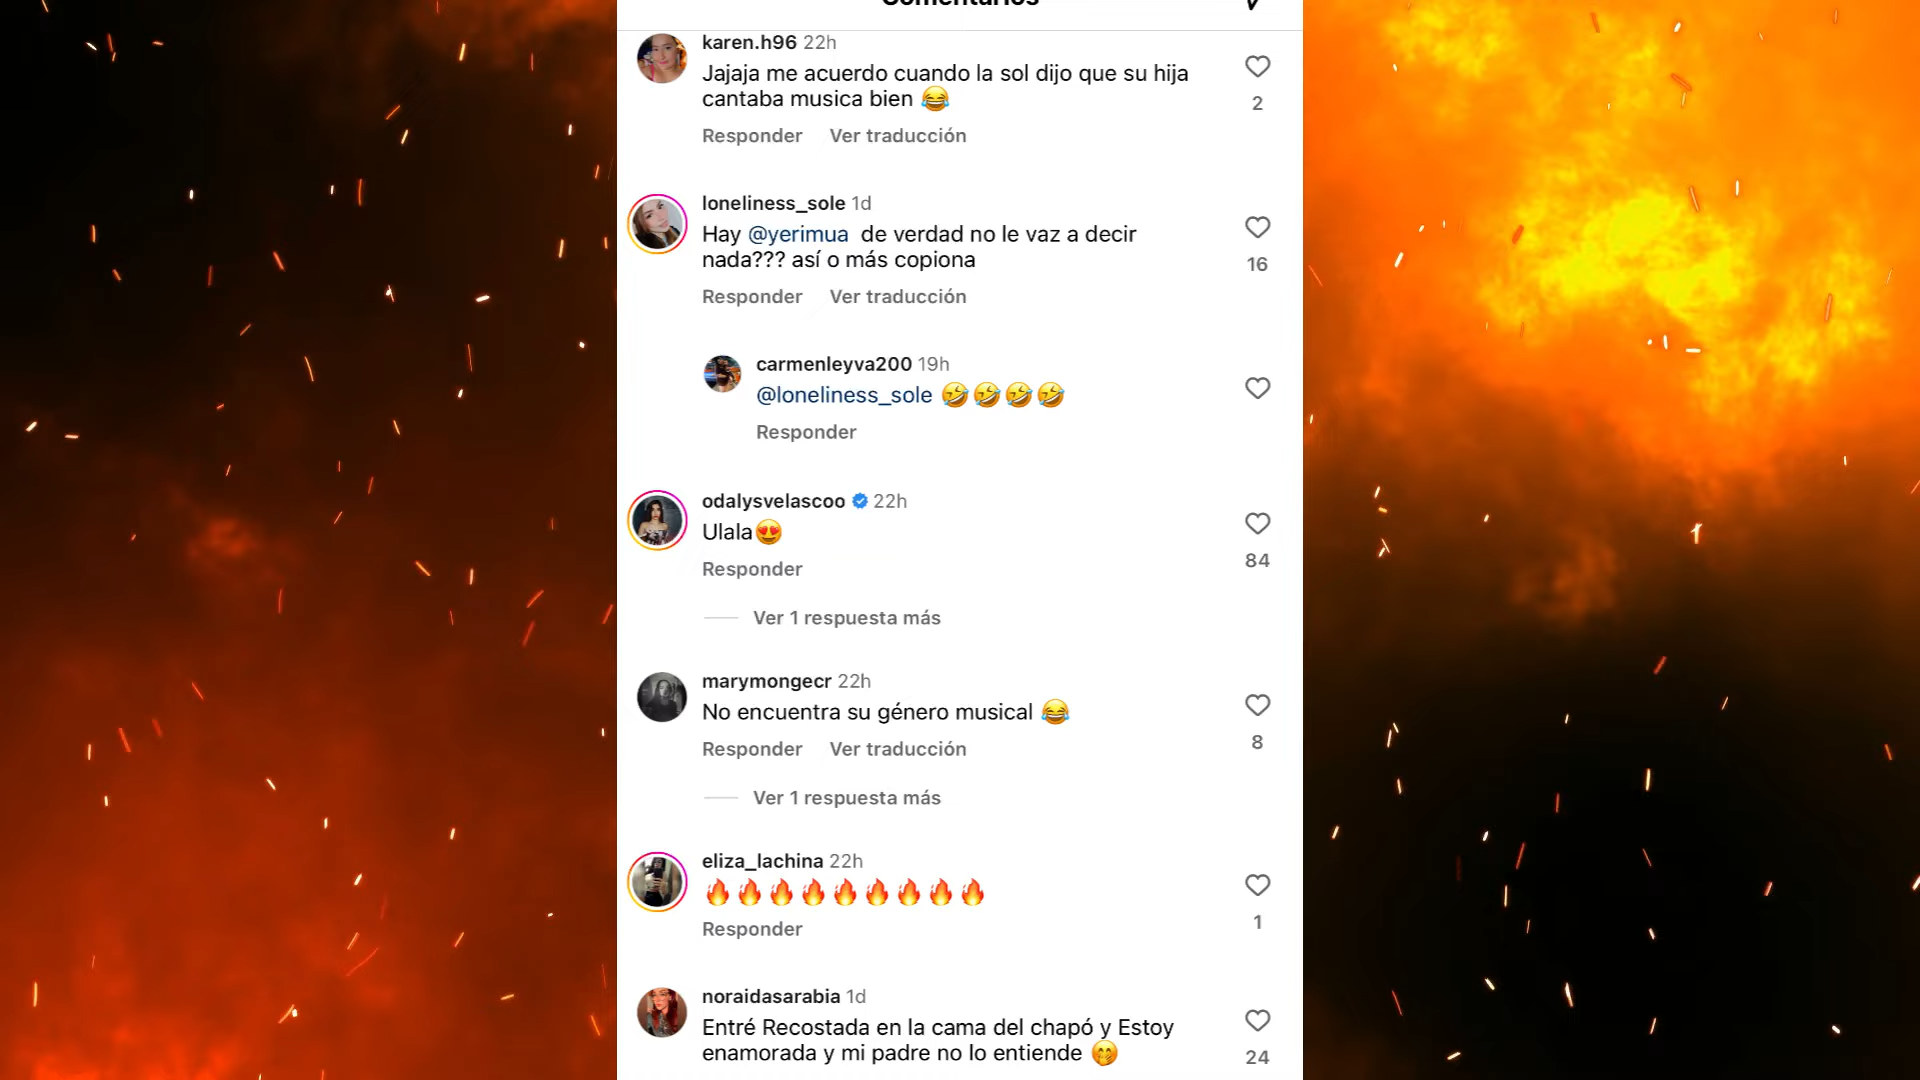 Comentarios
karen.h96 22h
Jajaja me acuerdo cuando la sol dijo que su hija
cantaba musica bien 😂
2
Responder Ver traducción
loneliness_sole 1d
Hay @yerimua de verdad no le vaz a decir
nada??? así o más copiona
16
Responder Ver traducción
carmenleyva200 19h
@loneliness_sole 🤣🤣🤣🤣
Responder
odalysvelascoo 22h
Ulala😍
84
Responder
Ver 1 respuesta más
marymongecr 22h
No encuentra su género musical 😂
8
Responder Ver traducción
Ver 1 respuesta más
eliza_lachina 22h
🔥🔥🔥🔥🔥🔥🔥🔥🔥
1
Responder
noraidasarabia 1d
Entré Recostada en la cama del chapó y Estoy
enamorada y mi padre no lo entiende 🤭
24